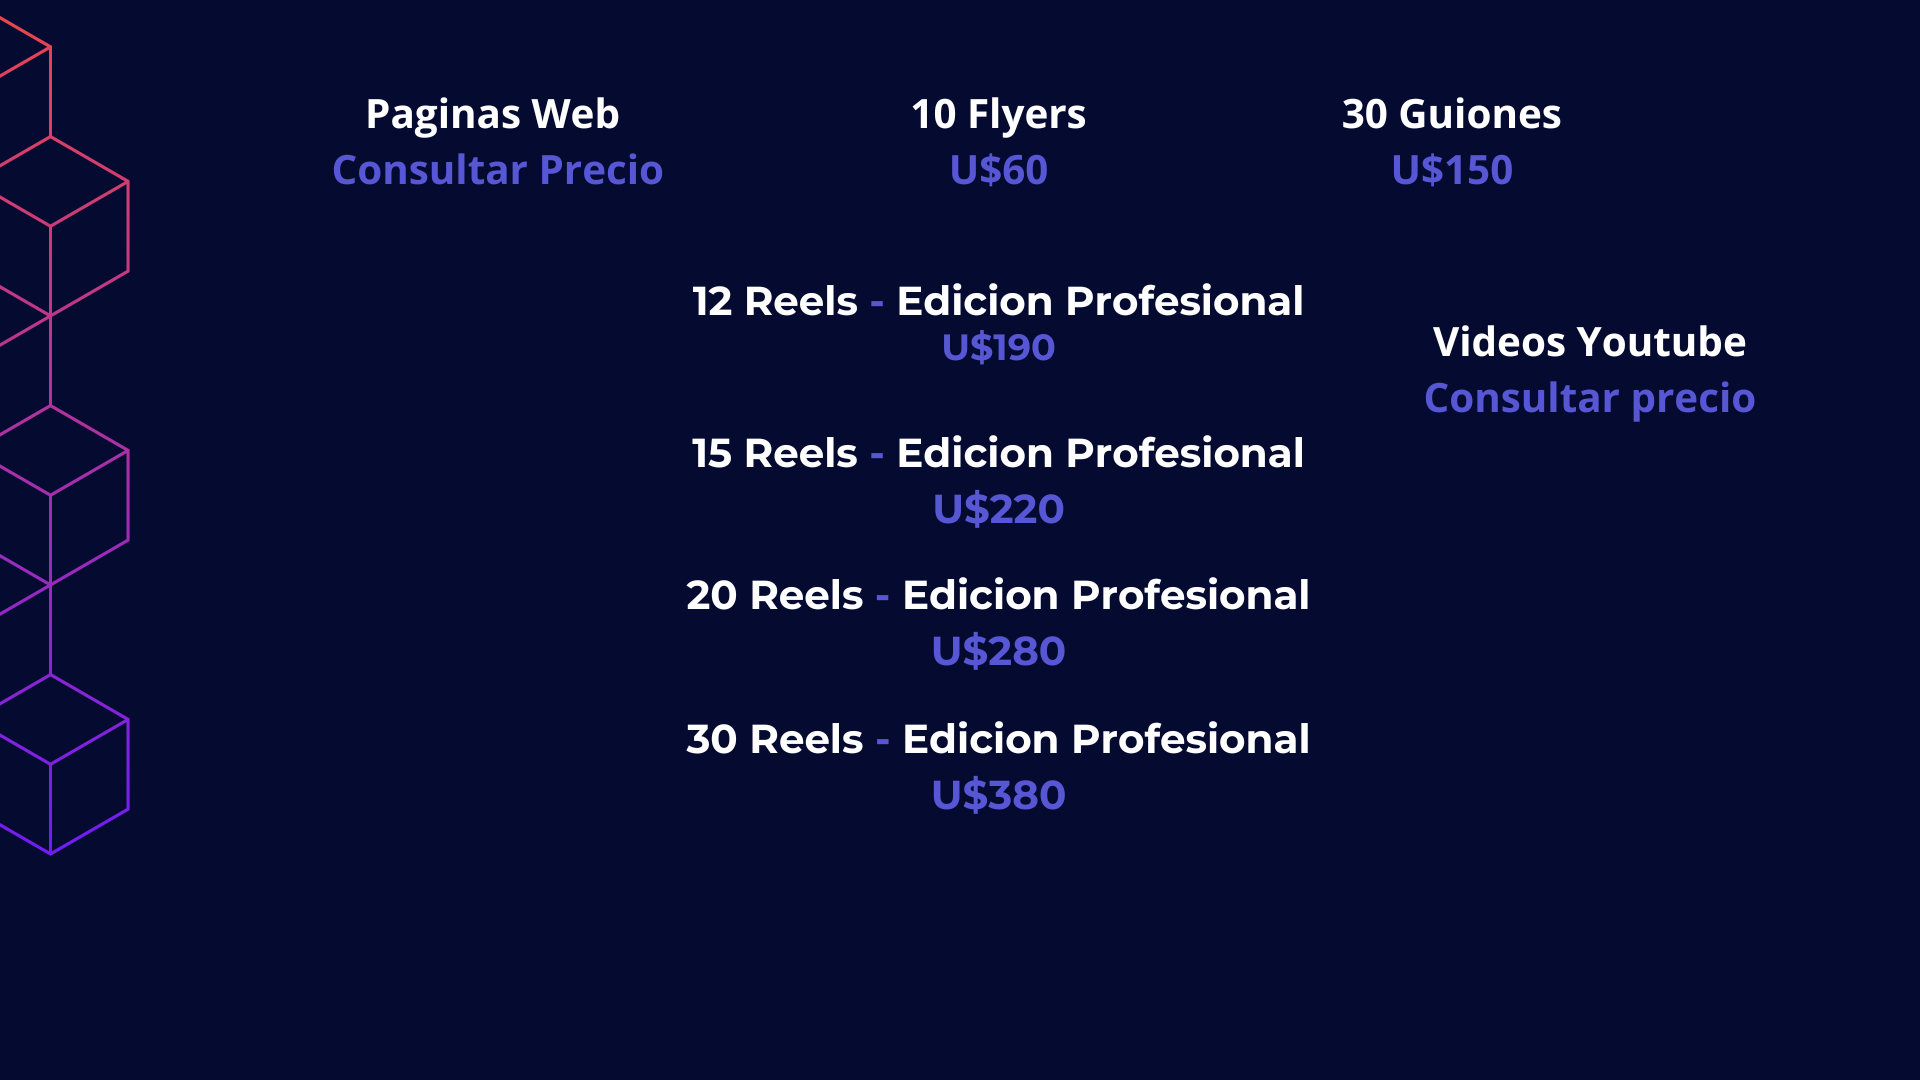 Paginas Web
Consultar Precio
10 Flyers
U$60
30 Guiones
U$150
12 Reels - Edicion Profesional
U$190
Videos Youtube
Consultar precio
15 Reels - Edicion Profesional
U$220
20 Reels - Edicion Profesional
U$280
30 Reels - Edicion Profesional
U$380